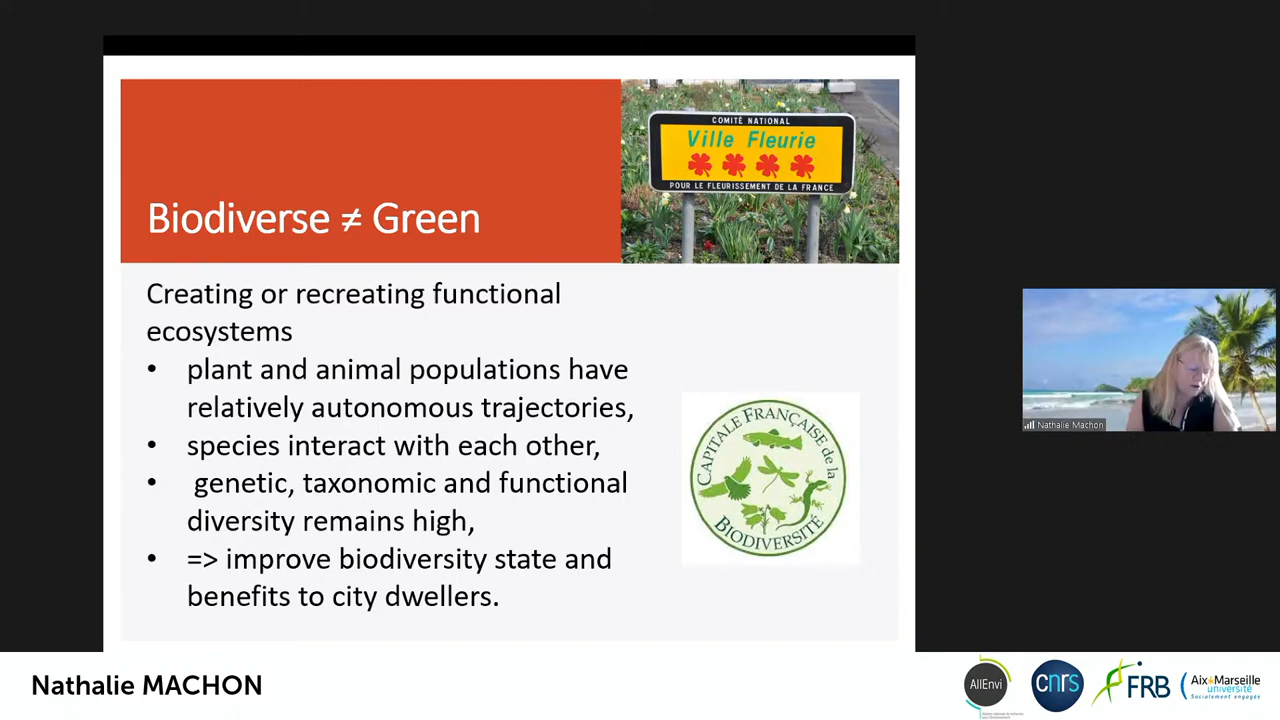 COMITÉ NATIONAL
Ville Fleurie
POUR LE FLEURISSEMENT DE LA FRANCE
Biodiverse ≠ Green
Creating or recreating functional
ecosystems
• plant and animal populations have
relatively autonomous trajectories,
• species interact with each other,
• genetic, taxonomic and functional
diversity remains high,
• => improve biodiversity state and
benefits to city dwellers.
CAPITALE FRANÇAISE de la
BIODIVERSITÉ
Nathalie Machon
Nathalie MACHON
AllEnvi
cnrs
FRB
Aix*Marseille
université
Socialement engagée